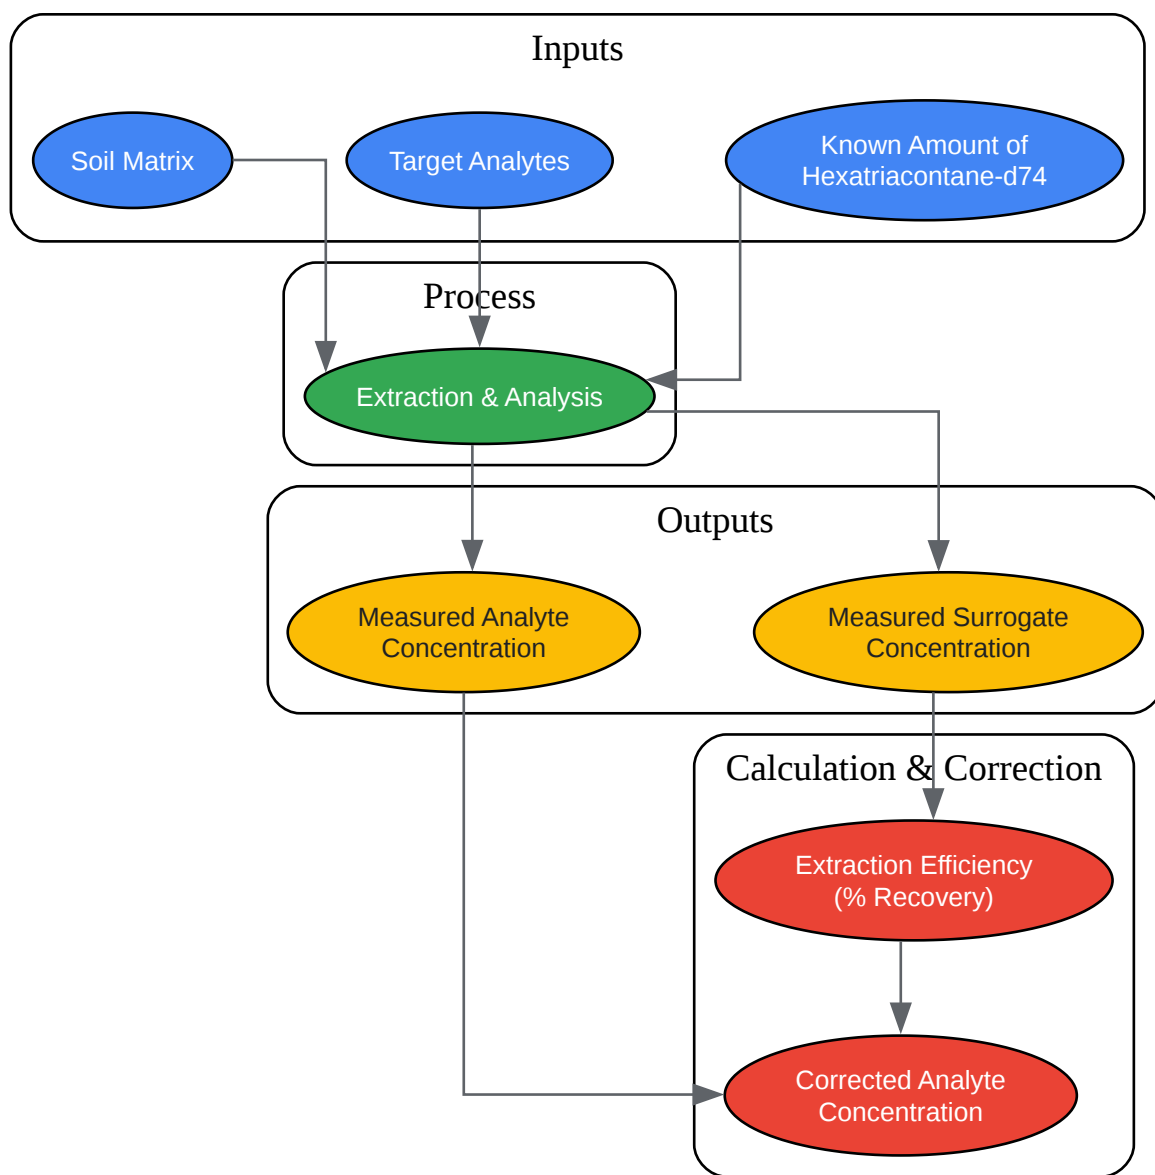 Inputs
Soil Matrix
Target Analytes
Known Amount of
Hexatriacontane-d74
Process
Extraction & Analysis
Outputs
Measured Analyte
Concentration
Measured Surrogate
Concentration
Calculation & Correction
Extraction Efficiency
(% Recovery)
Corrected Analyte
Concentration